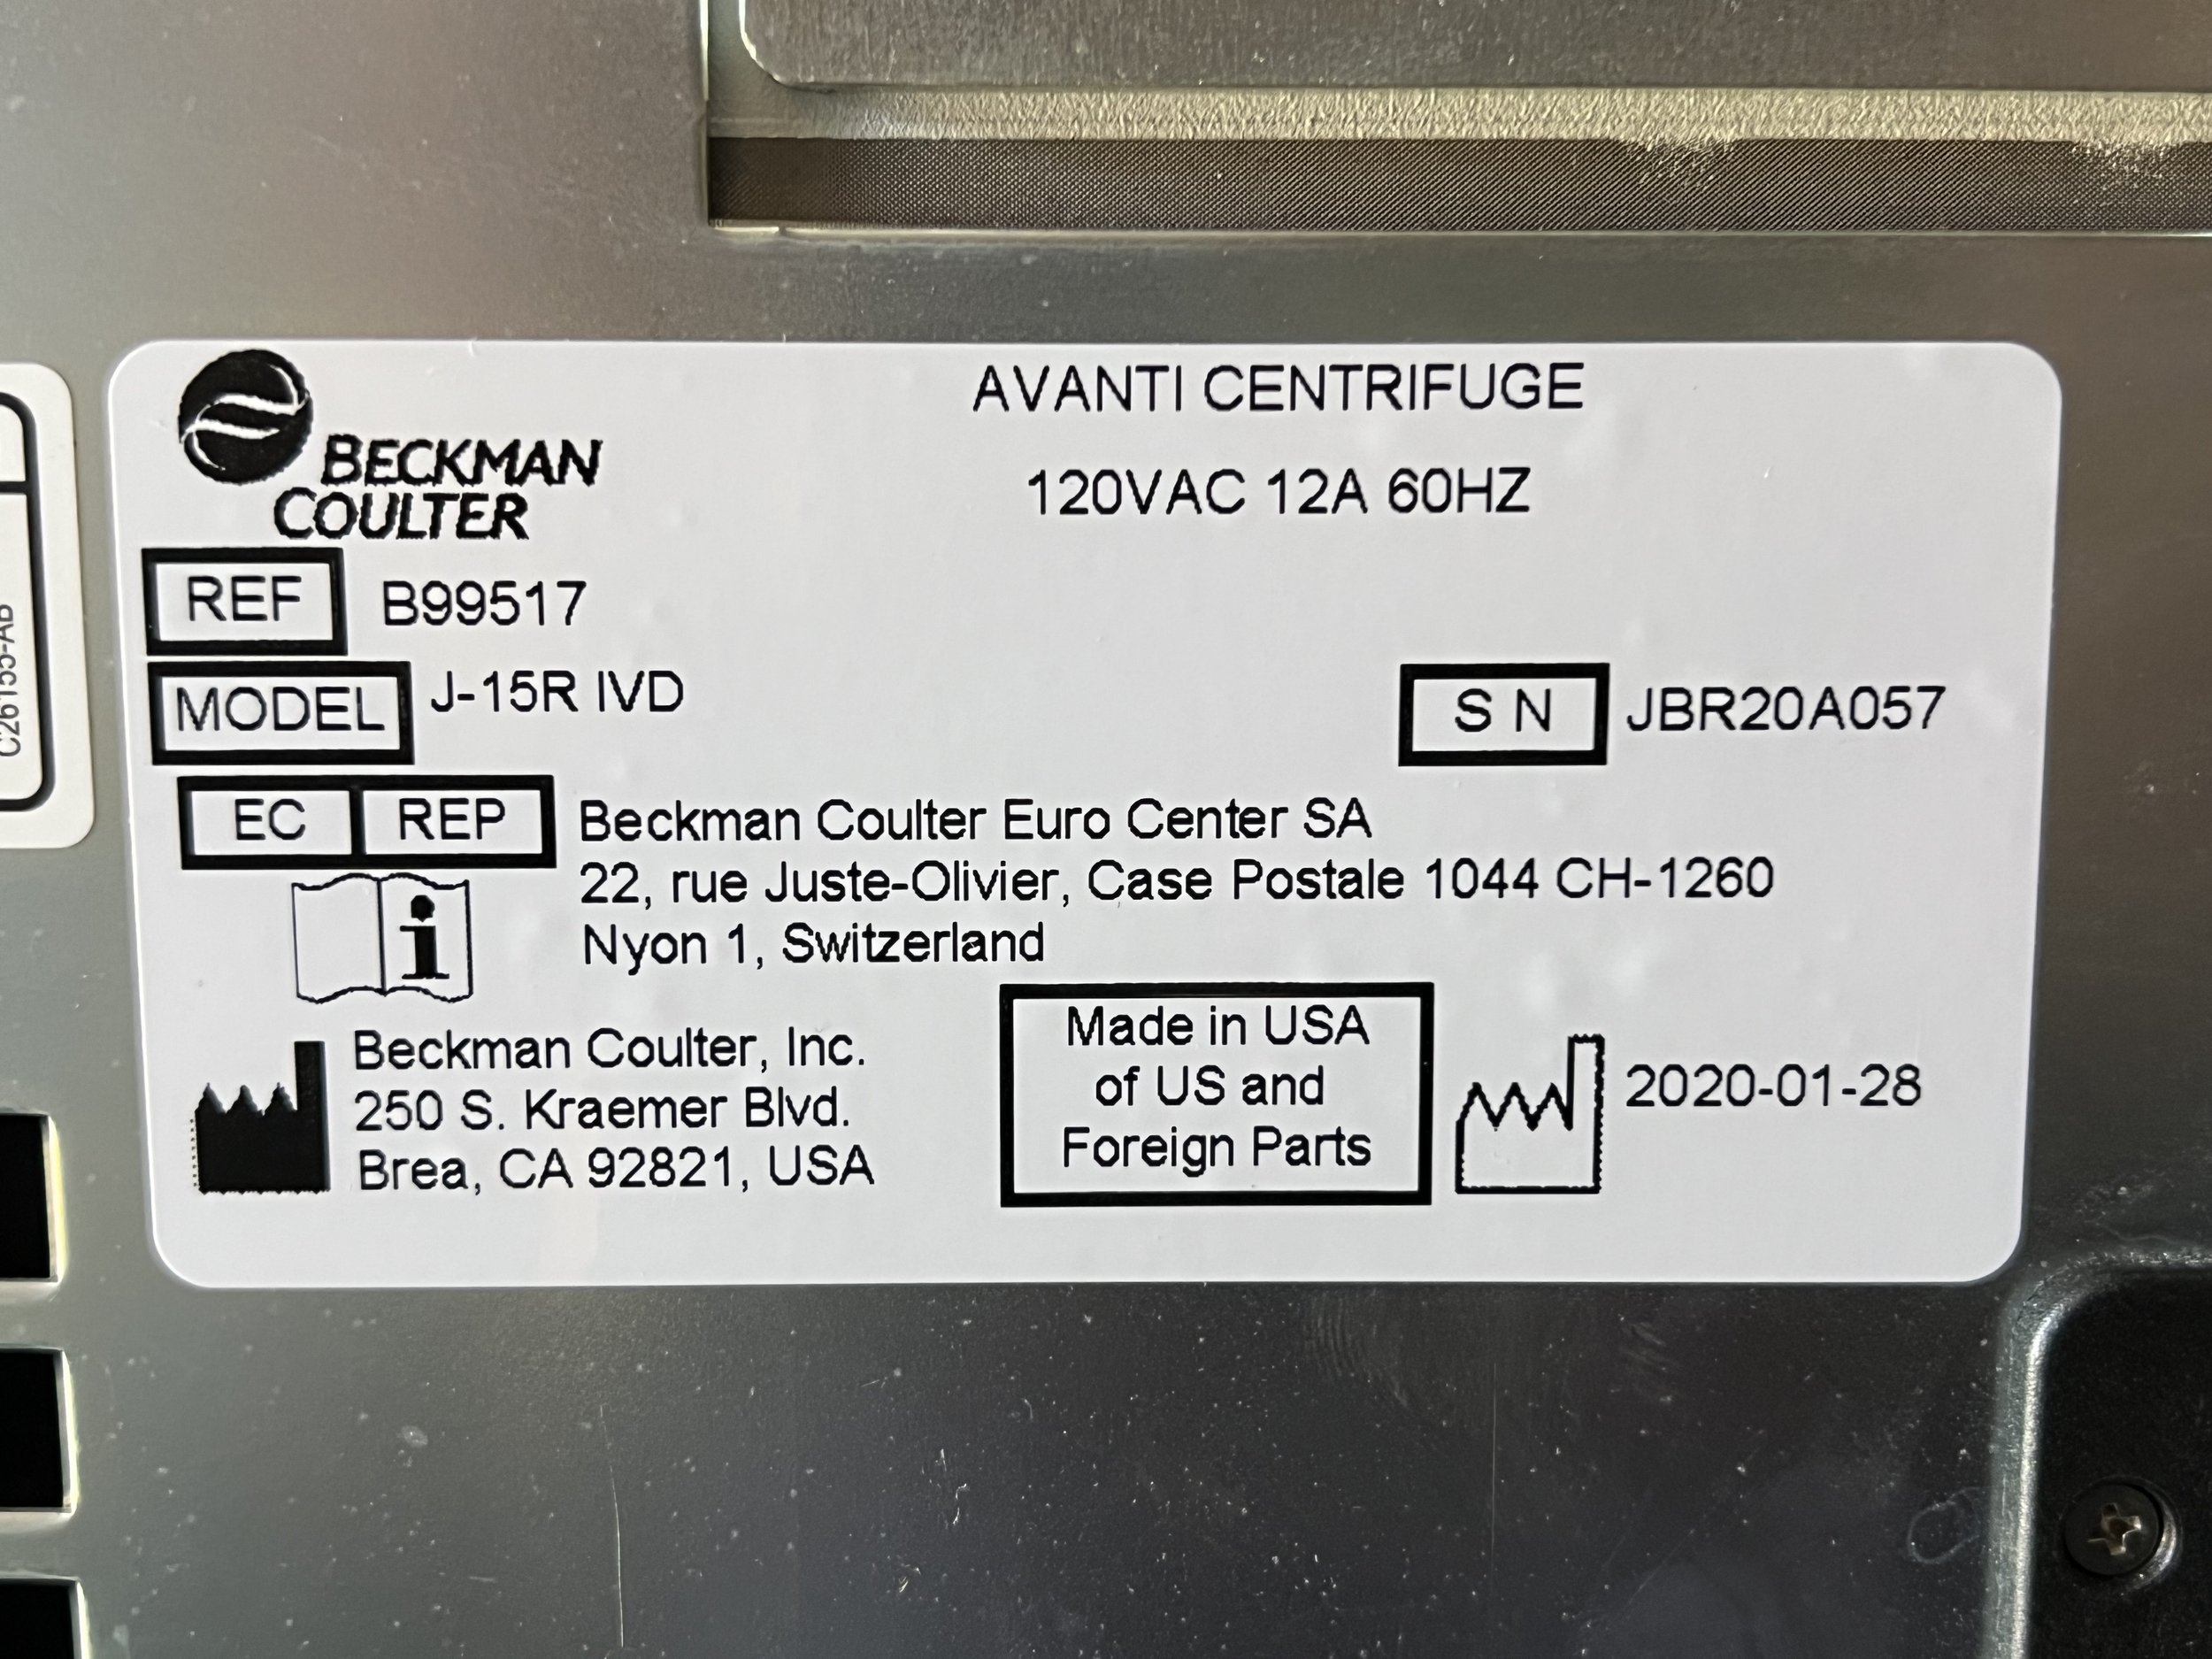 BECKMAN
COULTER
AVANTI CENTRIFUGE
120VAC 12A 60HZ
REF B99517
MODEL J-15R IVD
S N JBR20A057
EC REP Beckman Coulter Euro Center SA
22, rue Juste-Olivier, Case Postale 1044 CH-1260
Nyon 1, Switzerland
i
Beckman Coulter, Inc.
250 S. Kraemer Blvd.
Brea, CA 92821, USA
Made in USA
of US and
Foreign Parts
2020-01-28
C26155-AB